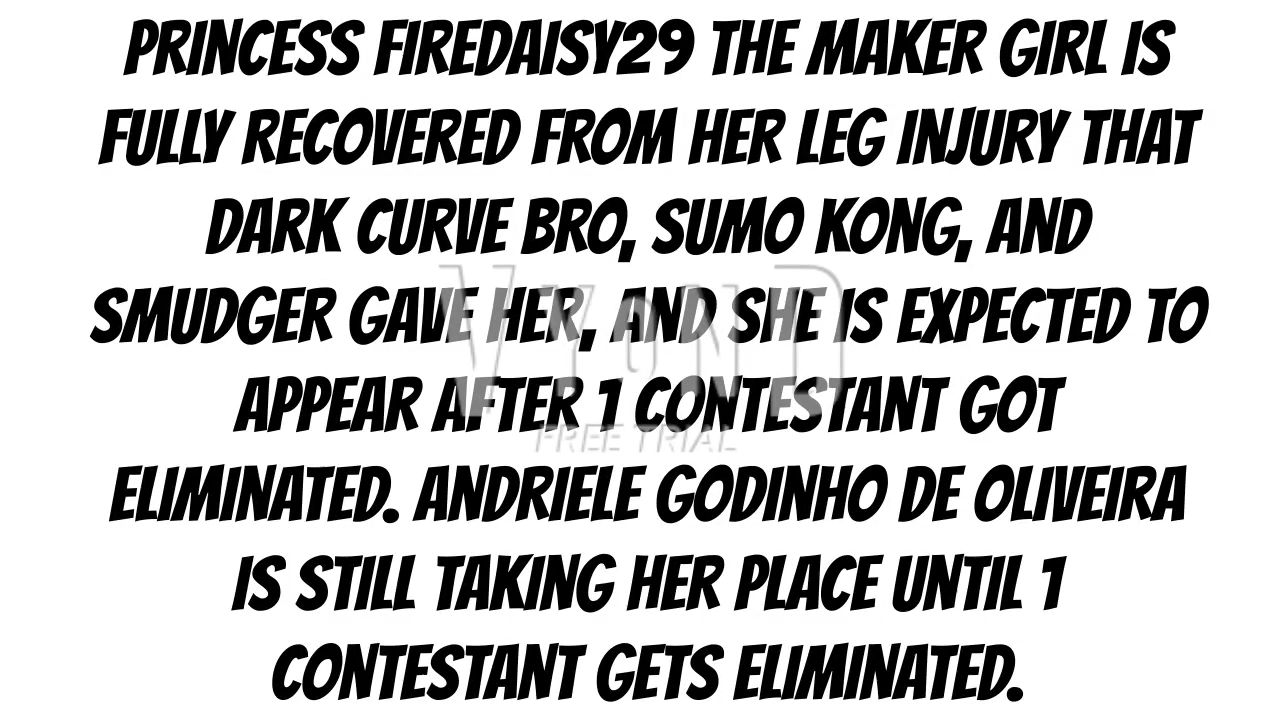 PRINCESS FIREDAISY29 THE MAKER GIRL IS
FULLY RECOVERED FROM HER LEG INJURY THAT
DARK CURVE BRO, SUMO KONG, AND
SMUDGER GAVE HER, AND SHE IS EXPECTED TO
APPEAR AFTER 1 CONTESTANT GOT
ELIMINATED. ANDRIELE GODINHO DE OLIVEIRA
IS STILL TAKING HER PLACE UNTIL 1
CONTESTANT GETS ELIMINATED.
VYOND
FREE TRIAL